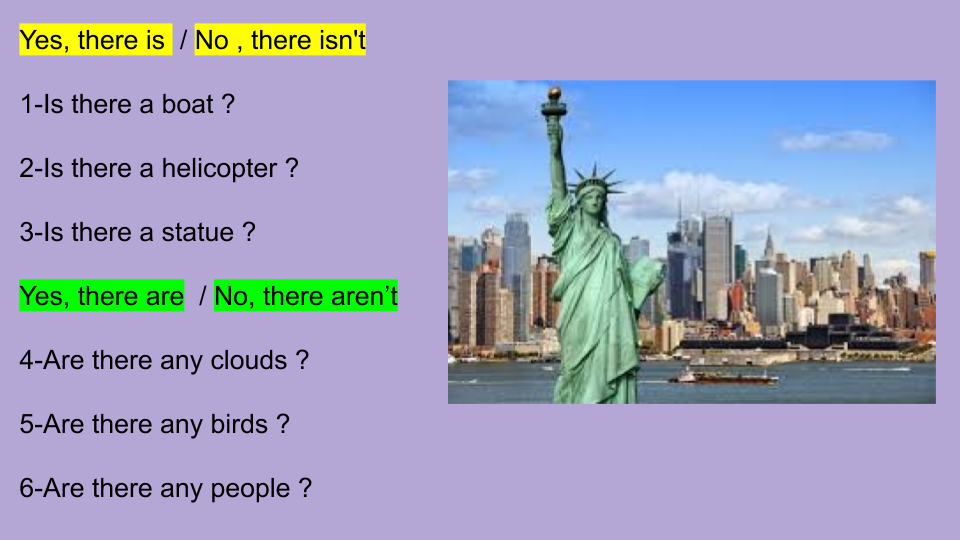 Yes, there is / No , there isn't
1-Is there a boat ?
2-Is there a helicopter ?
3-Is there a statue ?
Yes, there are / No, there aren’t
4-Are there any clouds ?
5-Are there any birds ?
6-Are there any people ?